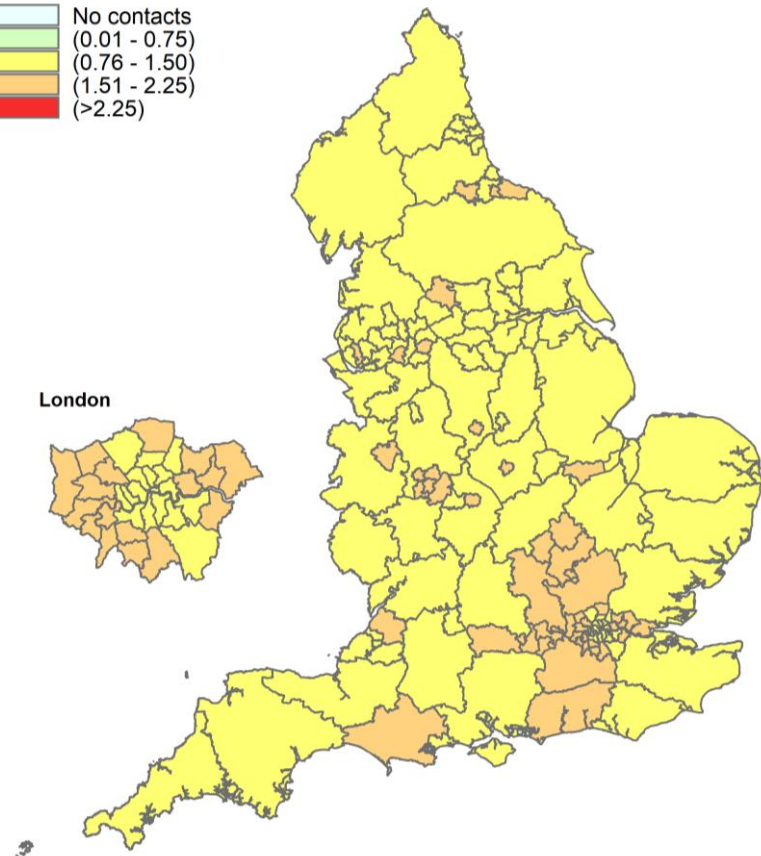 No contacts
(0.01 - 0.75)
(0.76 - 1.50)
(1.51 - 2.25)
(>2.25)
London